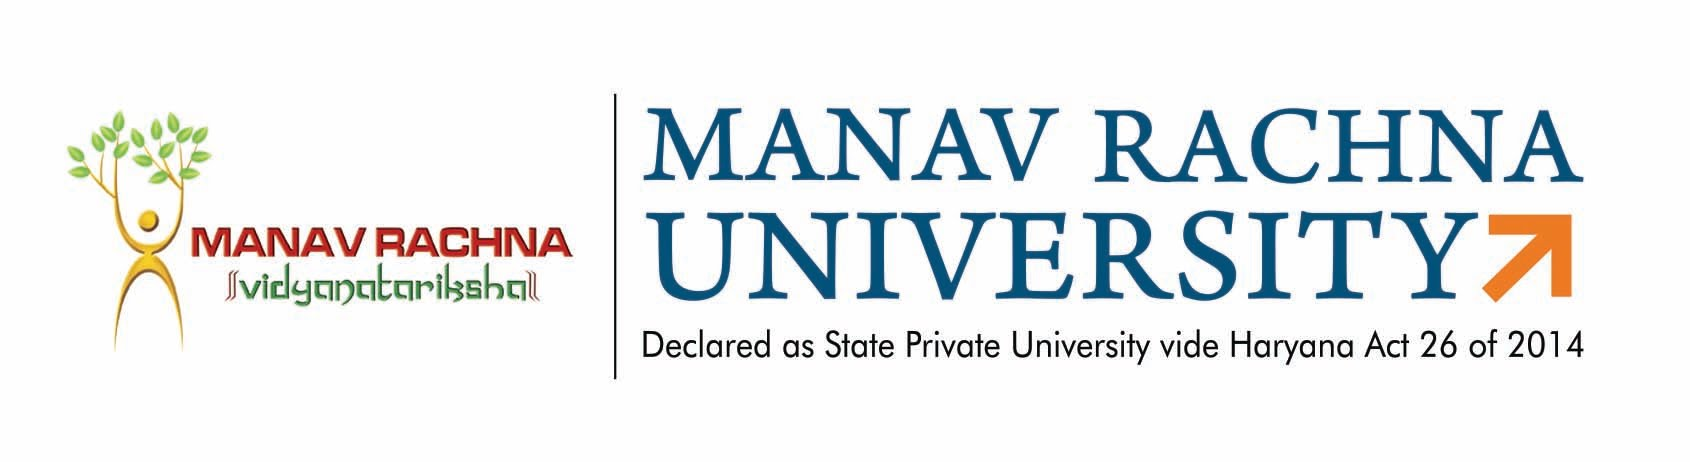 MANAV RACHNA
vidyanatariksha
MANAV RACHNA
UNIVERSITY
Declared as State Private University vide Haryana Act 26 of 2014